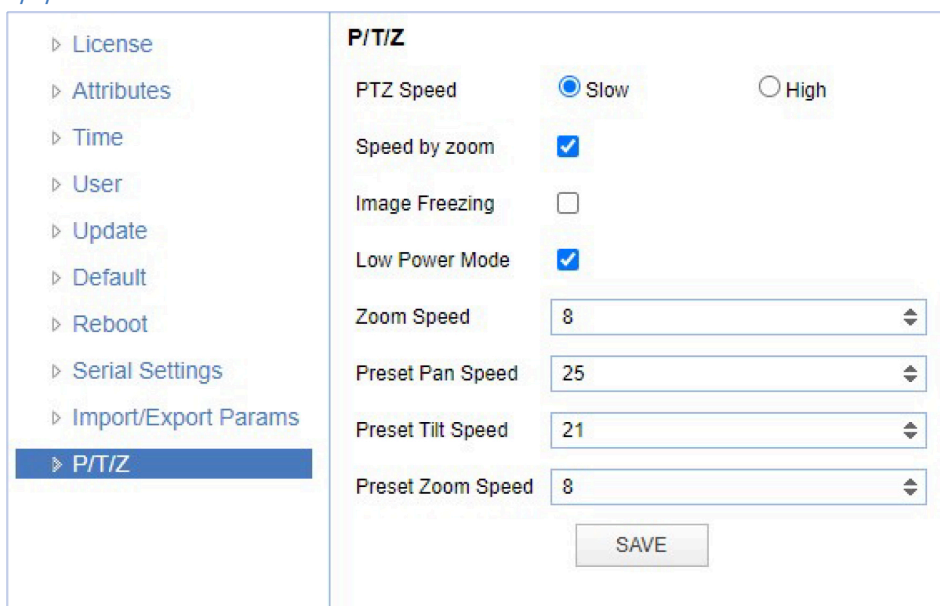 License
Attributes
Time
User
Update
Default
Reboot
Serial Settings
Import/Export Params
P/T/Z
P/T/Z
PTZ Speed Slow High
Speed by zoom
Image Freezing
Low Power Mode
Zoom Speed 8
Preset Pan Speed 25
Preset Tilt Speed 21
Preset Zoom Speed 8
SAVE